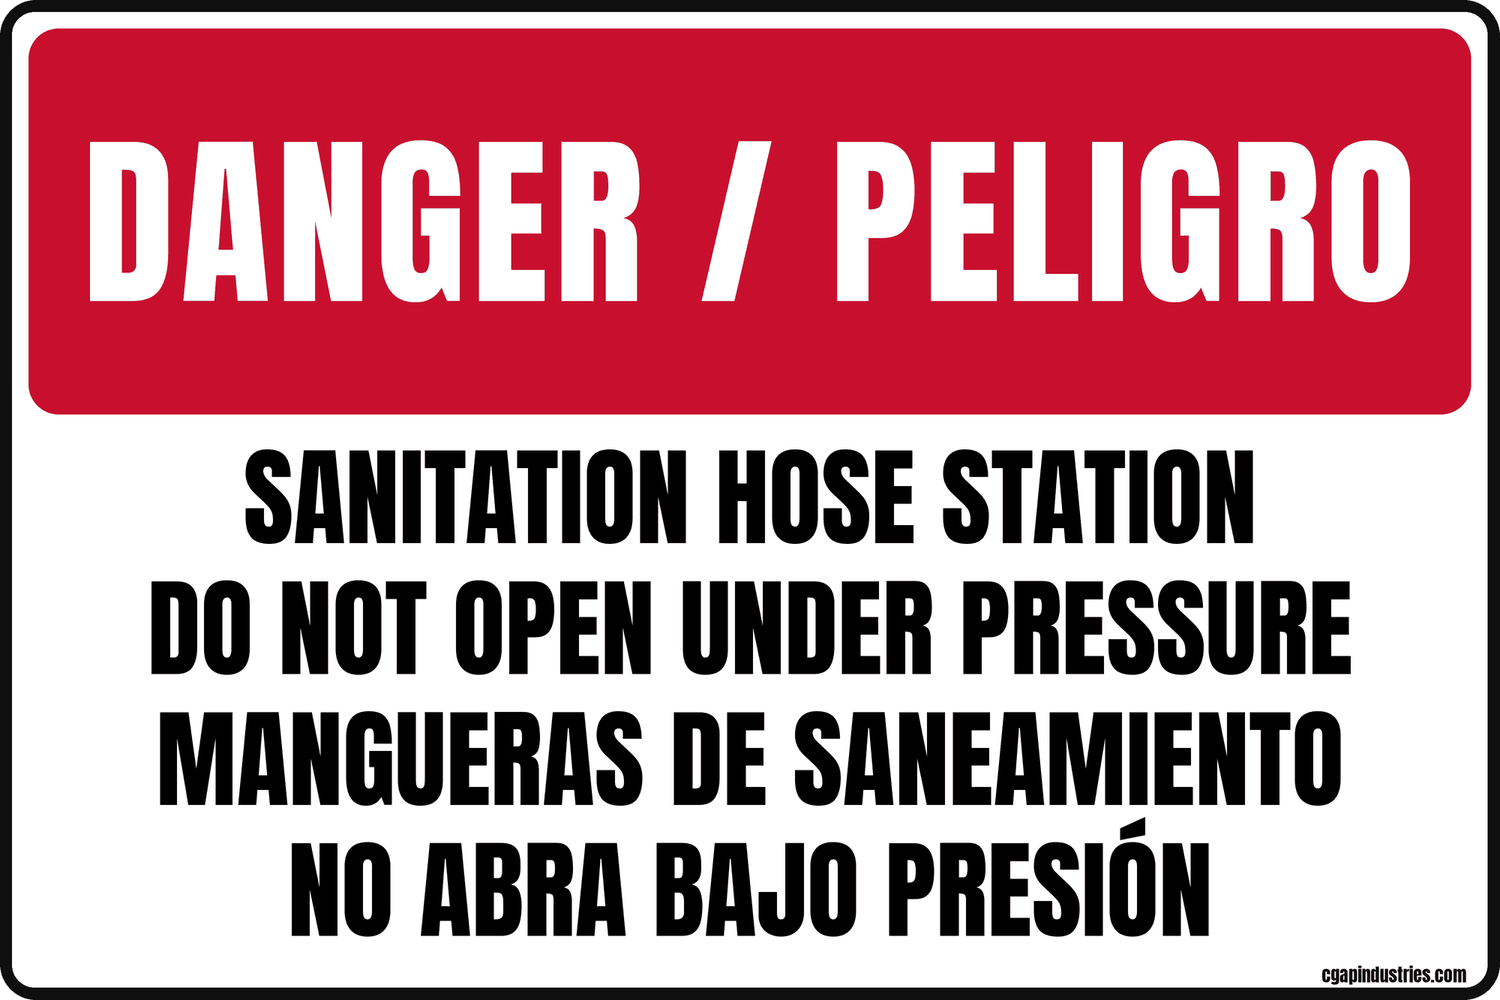 DANGER / PELIGRO
SANITATION HOSE STATION
DO NOT OPEN UNDER PRESSURE
MANGUERAS DE SANEAMIENTO
NO ABRA BAJO PRESIÓN
cgapindustries.com